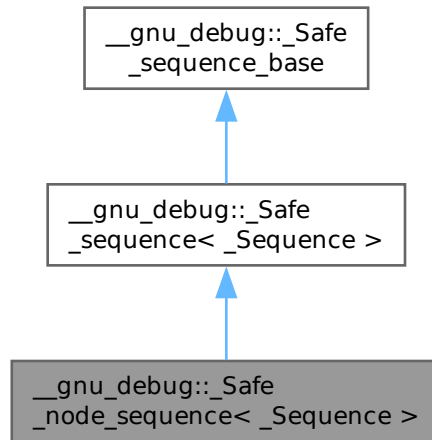 __gnu_debug::_Safe
_sequence_base
__gnu_debug::_Safe
_sequence< _Sequence >
__gnu_debug::_Safe
_node_sequence< _Sequence >